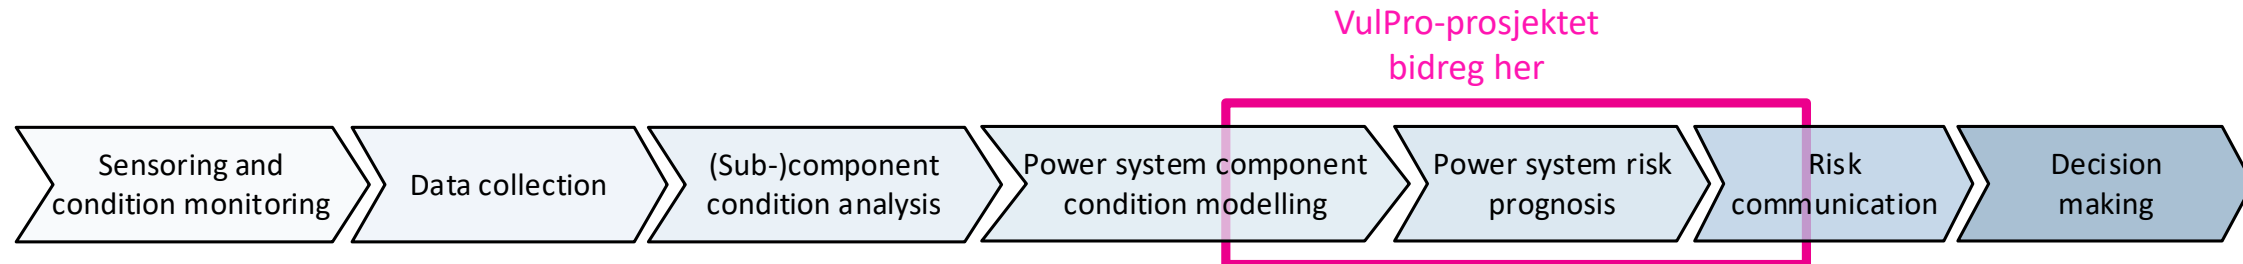 VulPro-prosjektet
bidreg her
Sensoring and
condition monitoring
Data collection
(Sub-)component
condition analysis
Power system component
condition modelling
Power system risk
prognosis
Risk
communication
Decision
making